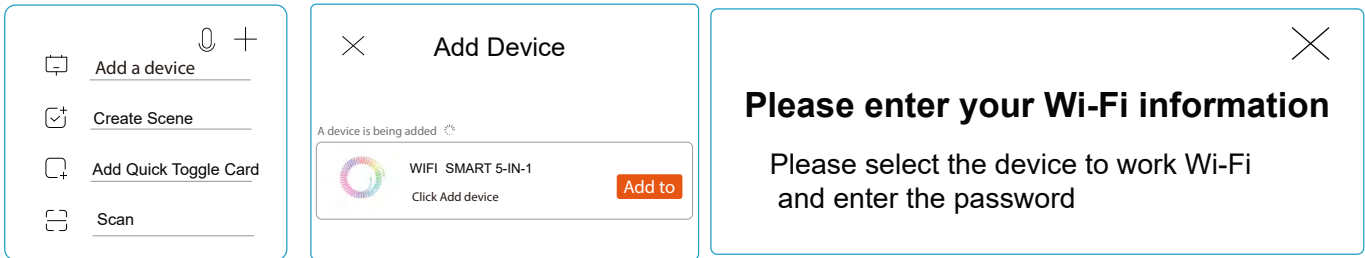 Add a device
Create Scene
Add Quick Toggle Card
Scan
Add Device
A device is being added
WIFI SMART 5-IN-1
Click Add device
Add to
Please enter your Wi-Fi information
Please select the device to work Wi-Fi
and enter the password